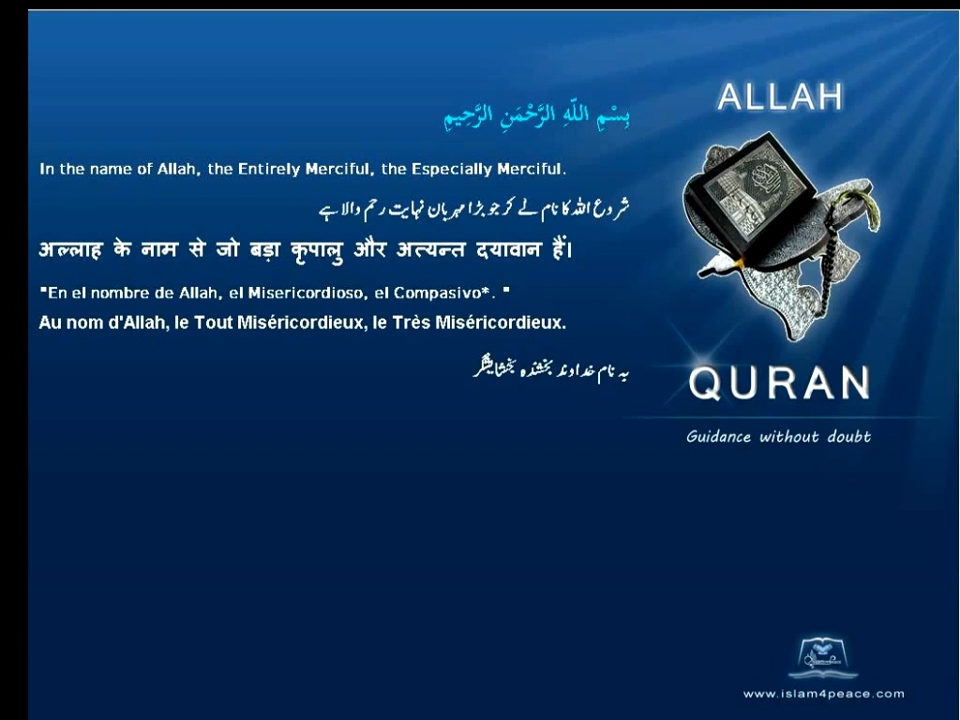 بِسْمِ اللَّهِ الرَّحْمَنِ الرَّحِيمِ
In the name of Allah, the Entirely Merciful, the Especially Merciful.
شروع الله کا نام لے کر جو بڑا مہربان نہایت رحم والا ہے
अल्लाह के नाम से जो बड़ा कृपालु और अत्यन्त दयावान हैं।
"En el nombre de Allah, el Misericordioso, el Compasivo*. "
Au nom d'Allah, le Tout Miséricordieux, le Très Miséricordieux.
به نام خداوند بخشنده بخشایشگر
ALLAH
QURAN
Guidance without doubt
www.islam4peace.com